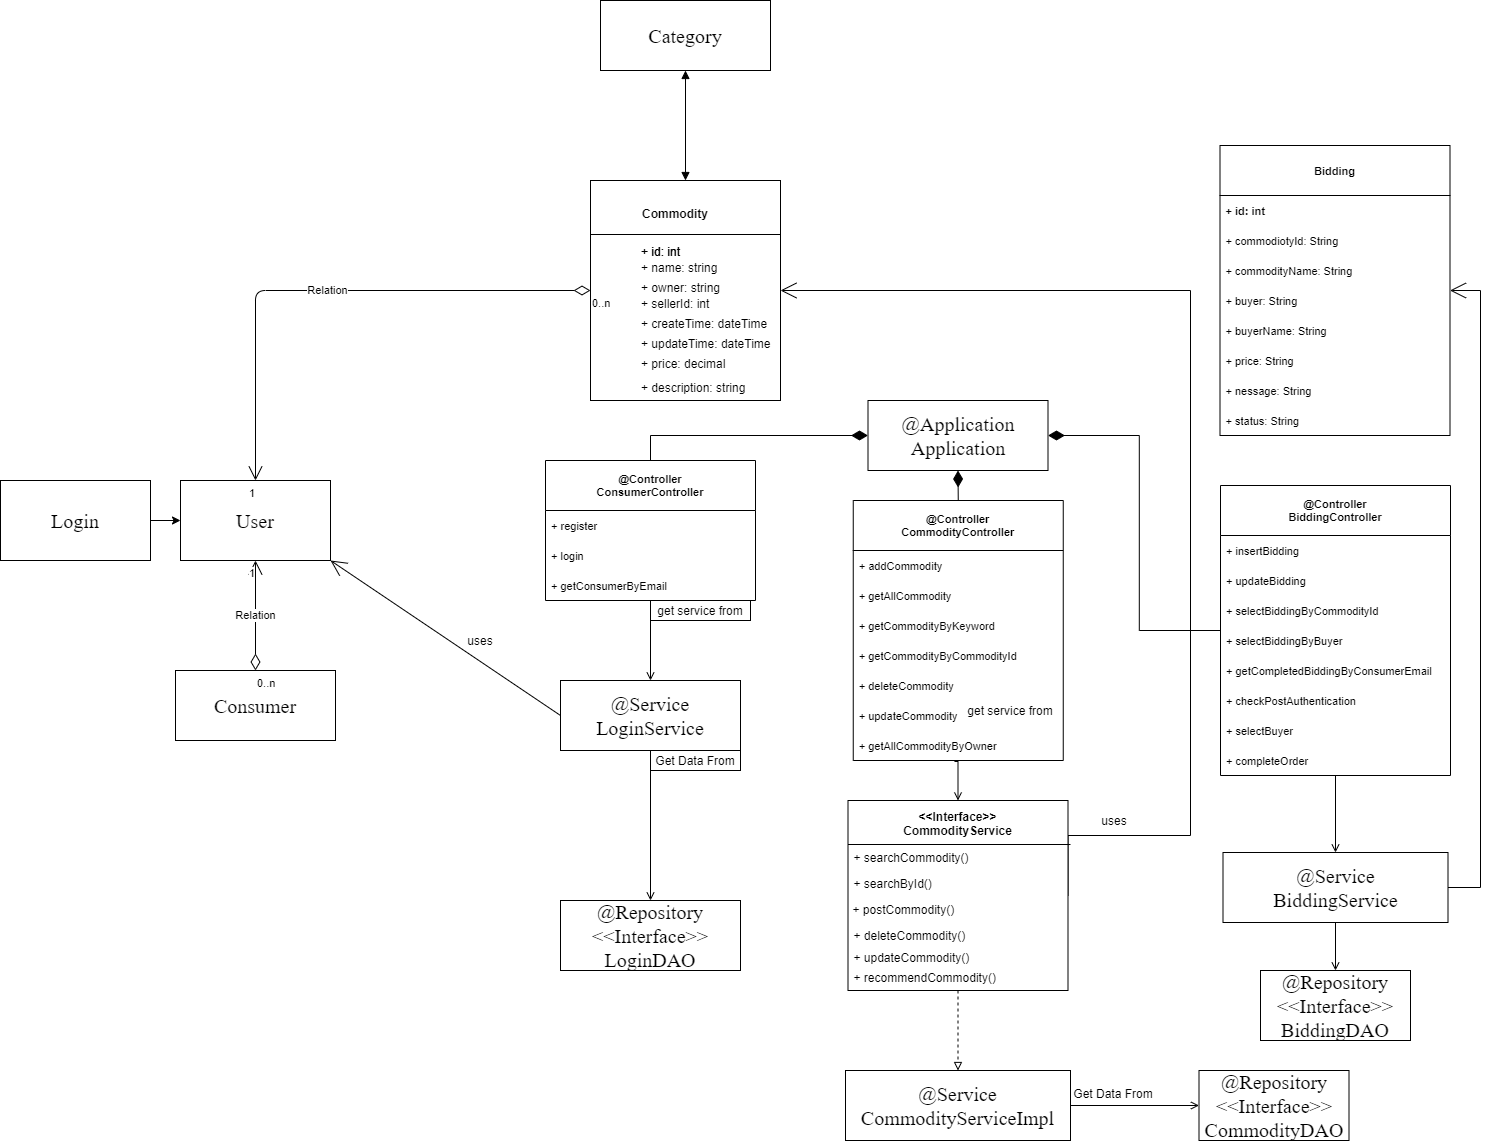 Category
Commodity
+ id: int
+ name: string
+ owner: string
+ sellerId: int
+ createTime: dateTime
+ updateTime: dateTime
+ price: decimal
+ description: string
Relation
0..n
Bidding
+ id: int
+ commodiotyId: String
+ commodityName: String
+ buyer: String
+ buyerName: String
+ price: String
+ nessage: String
+ status: String
@Application
Application
Login
1
User
1
Relation
0..n
Consumer
@Controller
ConsumerController
+ register
+ login
+ getConsumerByEmail
get service from
uses
@Service
LoginService
Get Data From
@Repository
<<Interface>>
LoginDAO
@Controller
CommodityController
+ addCommodity
+ getAllCommodity
+ getCommodityByKeyword
+ getCommodityByCommodityId
+ deleteCommodity
+ updateCommodity
+ getAllCommodityByOwner
get service from
<<Interface>>
CommodityService
+ searchCommodity()
+ searchById()
+ postCommodity()
+ deleteCommodity()
+ updateCommodity()
+ recommendCommodity()
uses
@Service
CommodityServiceImpl
Get Data From
@Repository
<<Interface>>
CommodityDAO
@Controller
BiddingController
+ insertBidding
+ updateBidding
+ selectBiddingByCommodityId
+ selectBiddingByBuyer
+ getCompletedBiddingByConsumerEmail
+ checkPostAuthentication
+ selectBuyer
+ completeOrder
@Service
BiddingService
@Repository
<<Interface>>
BiddingDAO